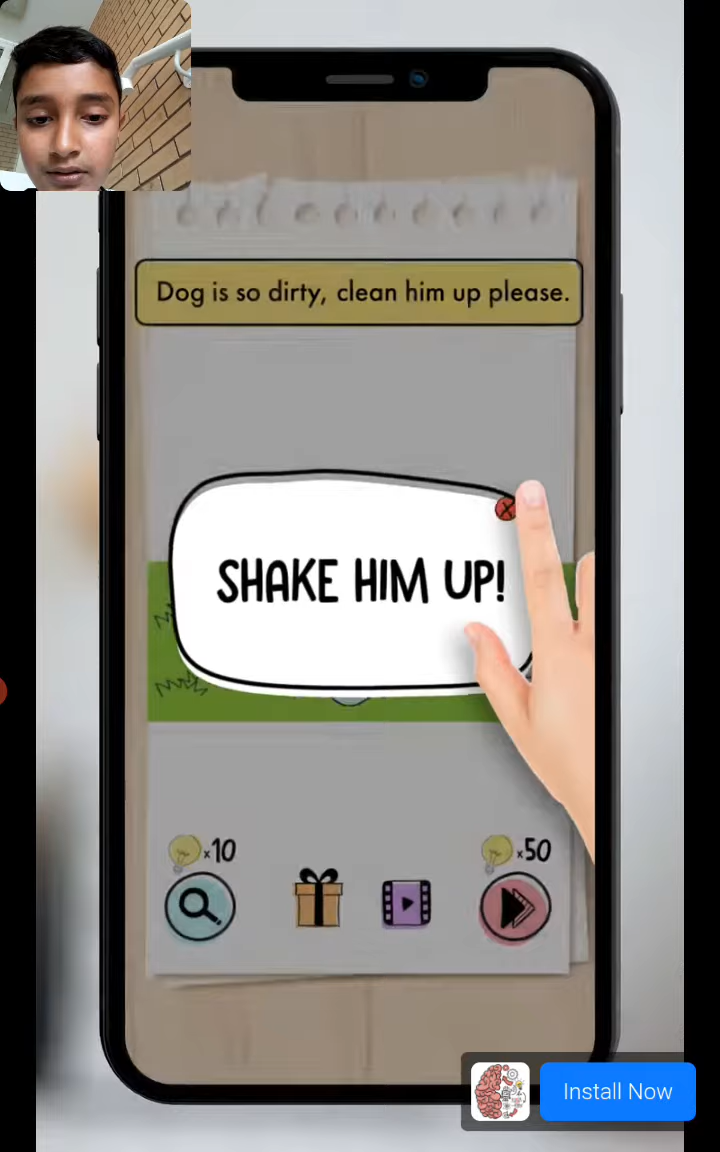 Dog is so dirty, clean him up please.
SHAKE HIM UP!
x10
x50
Install Now